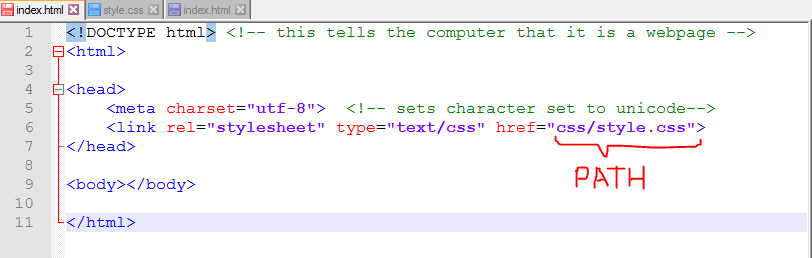 index.html style.css index.html
1 <!DOCTYPE html> <!-- this tells the computer that it is a webpage -->
2 <html>
3
4 <head>
5 <meta charset="utf-8"> <!-- sets character set to unicode-->
6 <link rel="stylesheet" type="text/css" href="css/style.css">
7 </head>
PATH
8
9 <body></body>
10
11 </html>